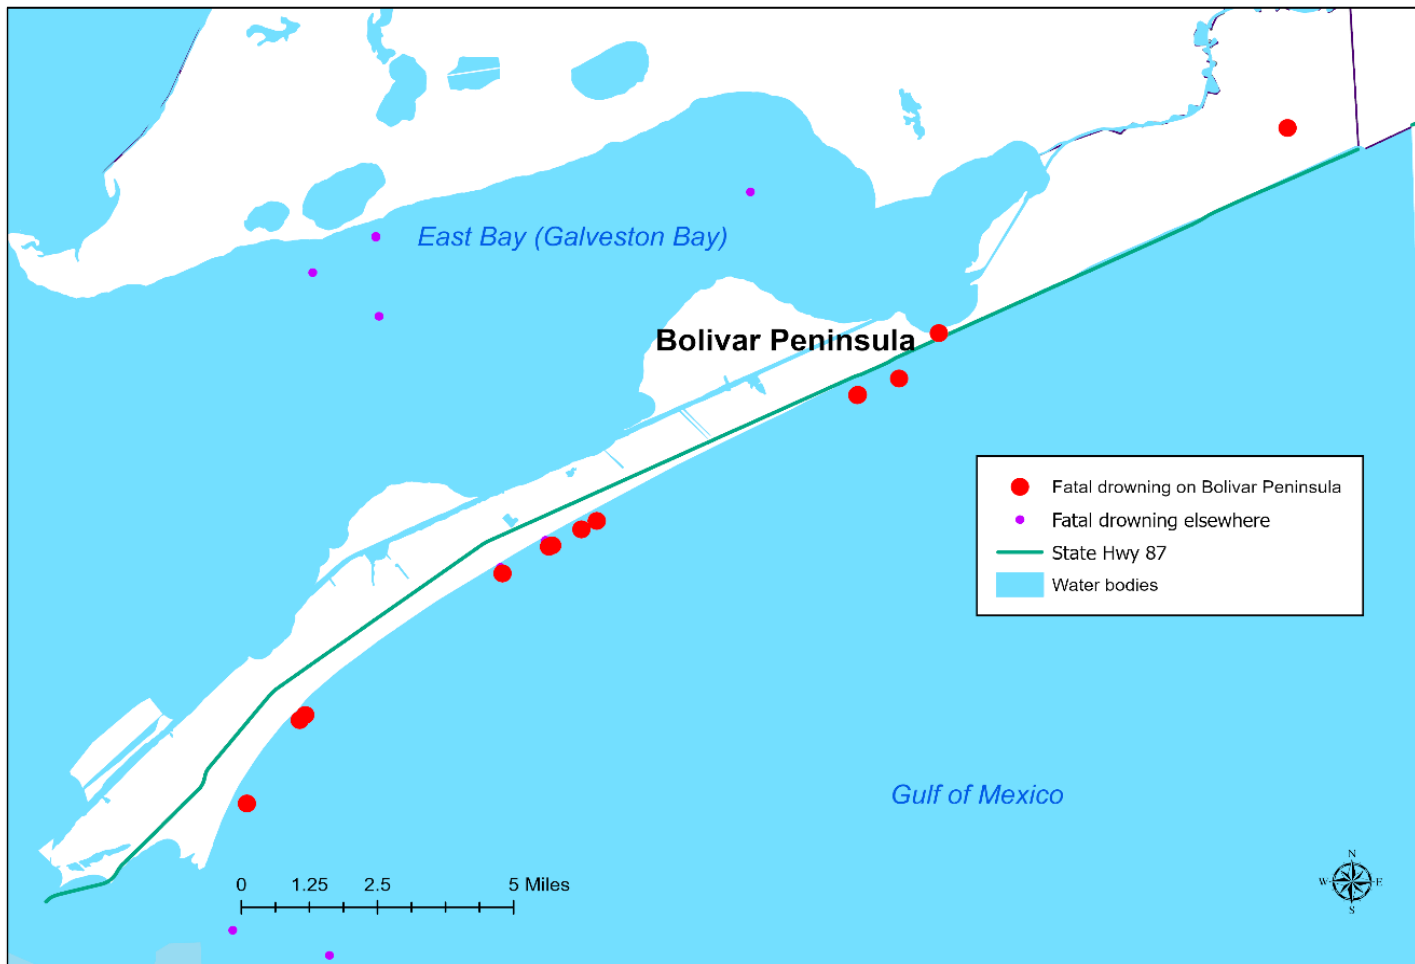 East Bay (Galveston Bay)
Bolivar Peninsula
Fatal drowning on Bolivar Peninsula
Fatal drowning elsewhere
State Hwy 87
Water bodies
Gulf of Mexico
0 1.25 2.5 5 Miles
N
W E
S